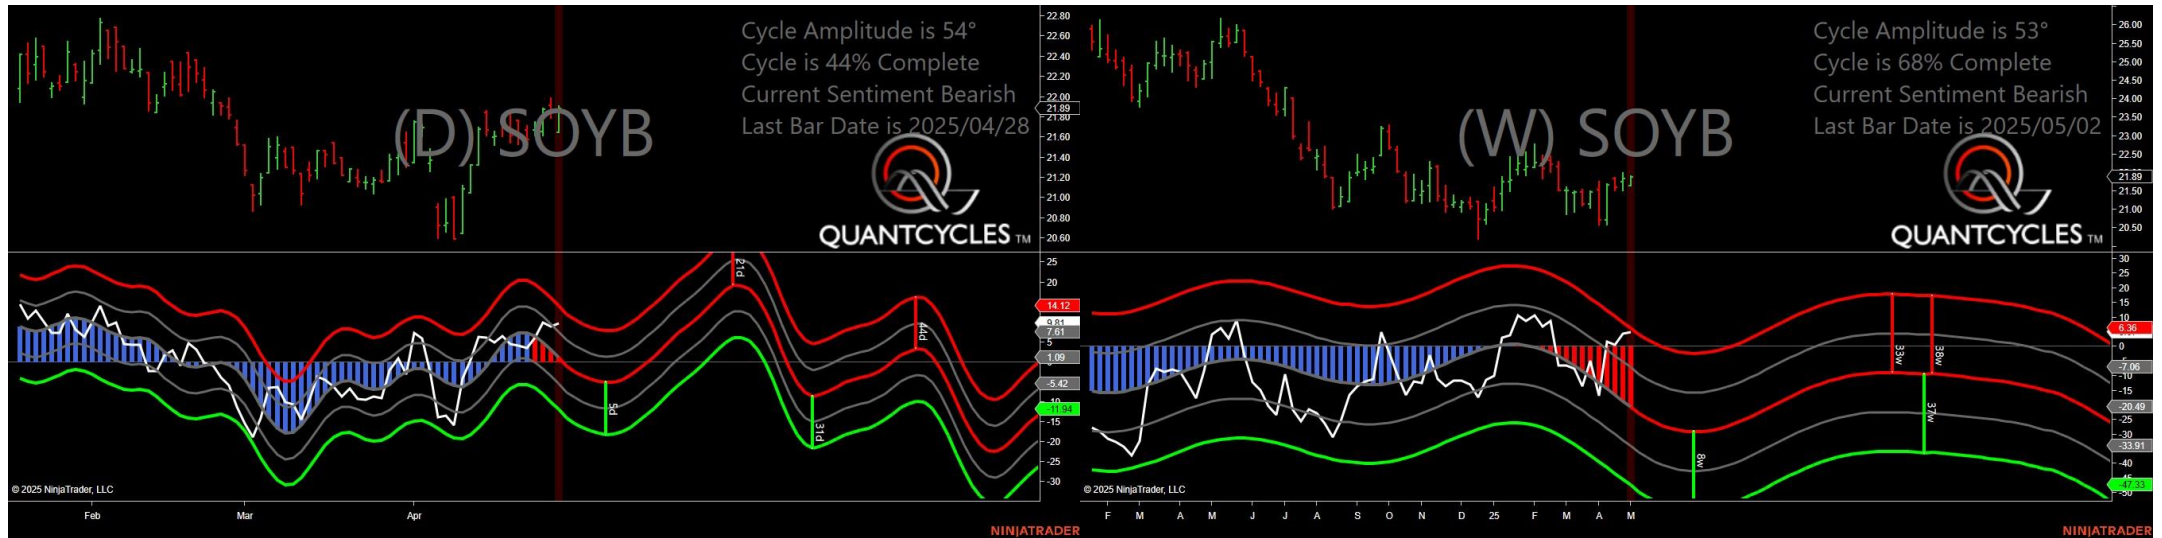 Cycle Amplitude is 54°
Cycle is 44% Complete
Current Sentiment Bearish
Last Bar Date is 2025/04/28
(D) SOYB
QUANTCYCLES TM
22.80
22.60
22.40
22.20
22.00
21.89
21.80
21.60
21.40
21.20
21.00
20.80
20.60
25
20
14.12
9.81
7.61
5
1.09
-5.42
-10
-11.94
-15
-20
-25
-30
21d
44d
5d
31d
© 2025 NinjaTrader, LLC
Feb Mar Apr
NINJATRADER
Cycle Amplitude is 53°
Cycle is 68% Complete
Current Sentiment Bearish
Last Bar Date is 2025/05/02
(W) SOYB
QUANTCYCLES TM
26.00
25.50
25.00
24.50
24.00
23.50
23.00
22.50
21.89
21.50
21.00
20.50
30
25
20
15
10
6.36
0
-7.06
-10
-15
-20.49
-25
-30
-33.91
-40
-47.33
-50
33w
38w
37w
8w
© 2025 NinjaTrader, LLC
F M A M J J A S O N D 25 F M A M
NINJATRADER